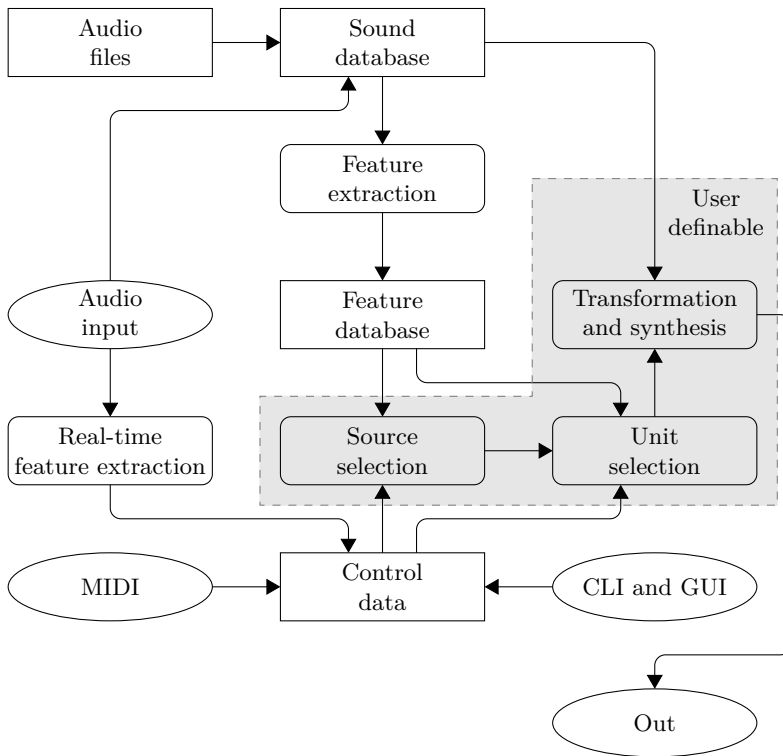 Audio
files
Sound
database
Feature
extraction
User
definable
Audio
input
Feature
database
Transformation
and synthesis
Real-time
feature extraction
Source
selection
Unit
selection
MIDI
Control
data
CLI and GUI
Out